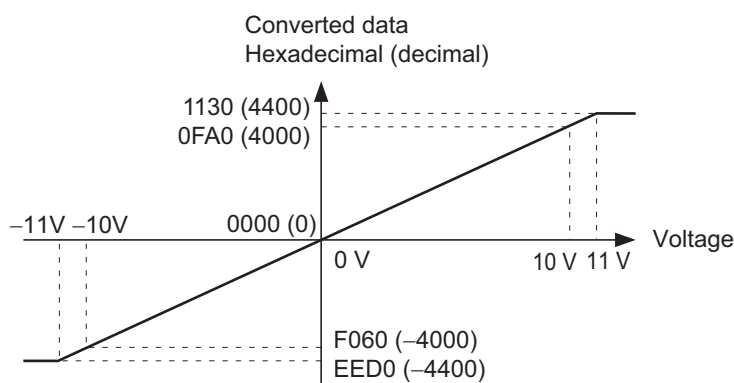 Converted data
Hexadecimal (decimal)
1130 (4400)
0FA0 (4000)
−11V −10V
0000 (0)
Voltage
0 V
10 V 11 V
F060 (−4000)
EED0 (−4400)